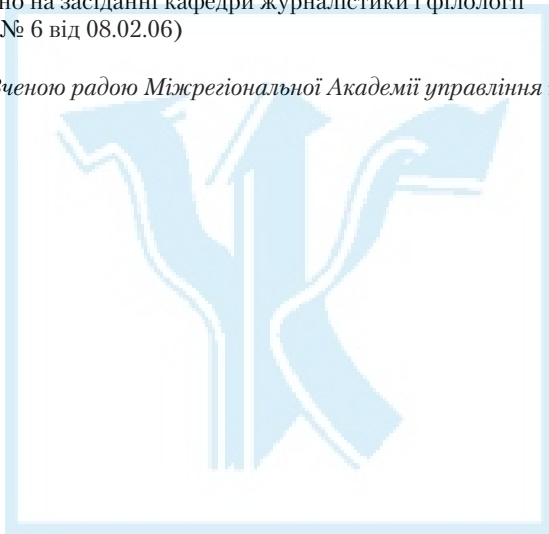 но на засіданні кафедри журналістики і філології
№ 6 від 08.02.06)
Вченою радою Міжрегіональної Академії управління